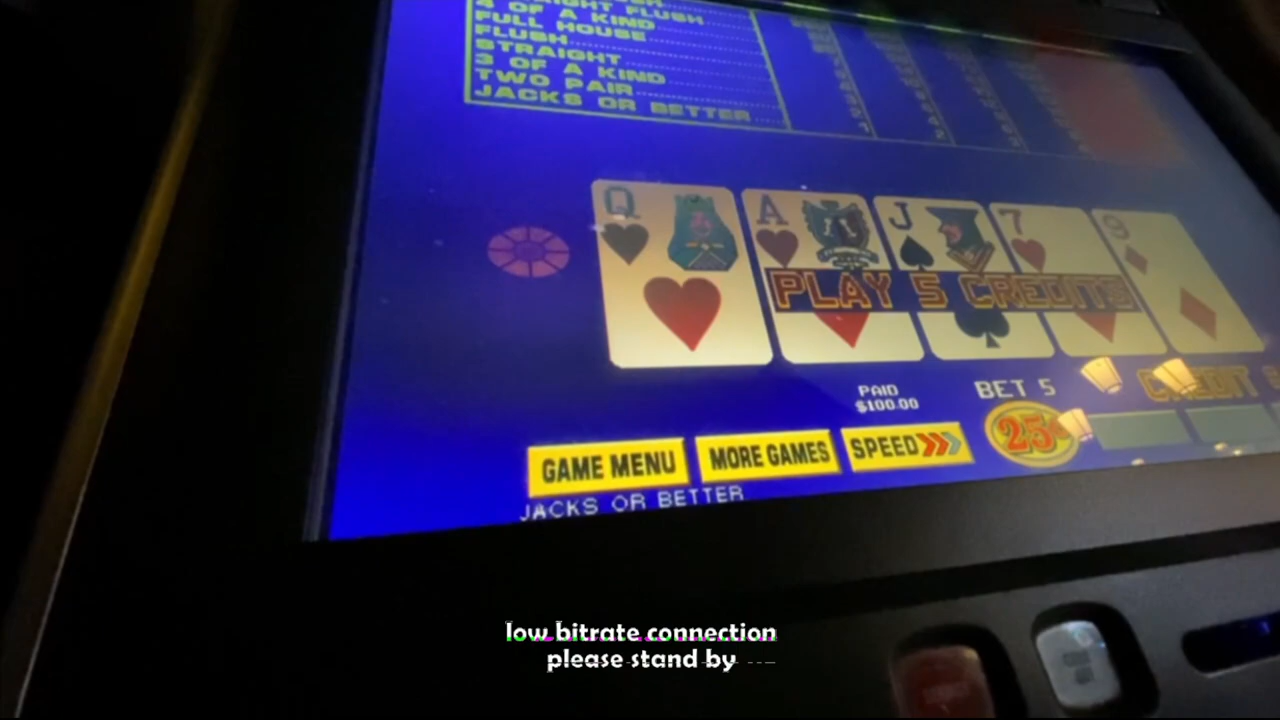 4 OF A KIND
FULL HOUSE
FLUSH
STRAIGHT
3 OF A KIND
TWO PAIR
JACKS OR BETTER
Q
A
J
7
9
PLAY 5 CREDITS
PAID
$100.00
BET 5
CREDIT
25¢
GAME MENU
MORE GAMES
SPEED
JACKS OR BETTER
low bitrate connection
please stand by